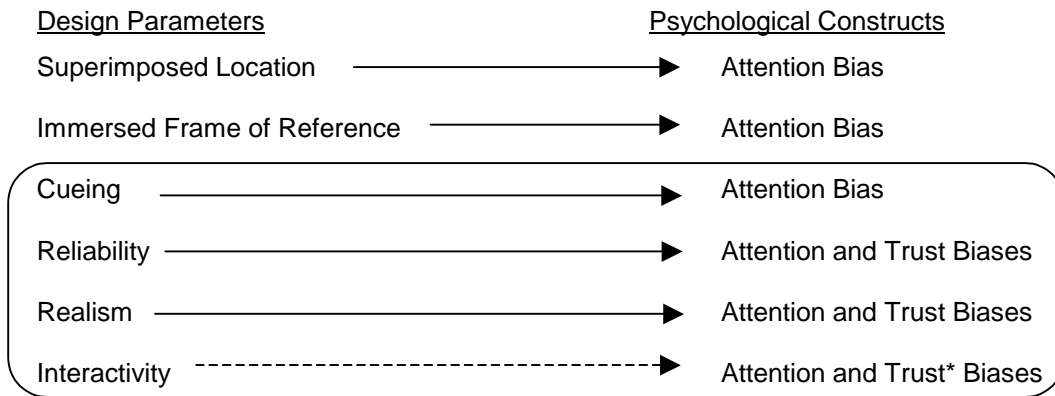 Design Parameters Psychological Constructs
Superimposed Location Attention Bias
Immersed Frame of Reference Attention Bias
Cueing Attention Bias
Reliability Attention and Trust Biases
Realism Attention and Trust Biases
Interactivity Attention and Trust* Biases